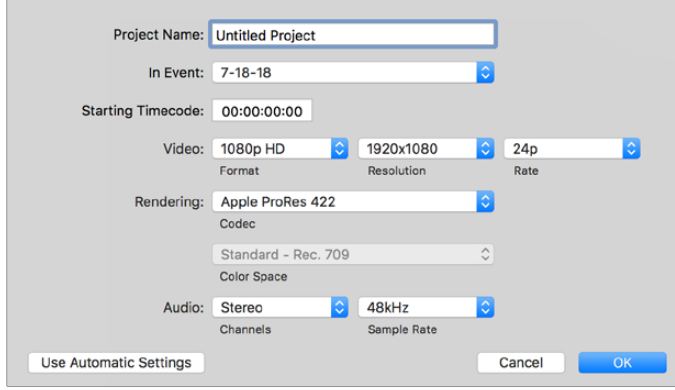 Project Name: Untitled Project
In Event: 7-18-18
Starting Timecode: 00:00:00:00
Video: 1080p HD 1920x1080 24p
Format Resolution Rate
Rendering: Apple ProRes 422
Codec
Standard - Rec. 709
Color Space
Audio: Stereo 48kHz
Channels Sample Rate
Use Automatic Settings Cancel OK